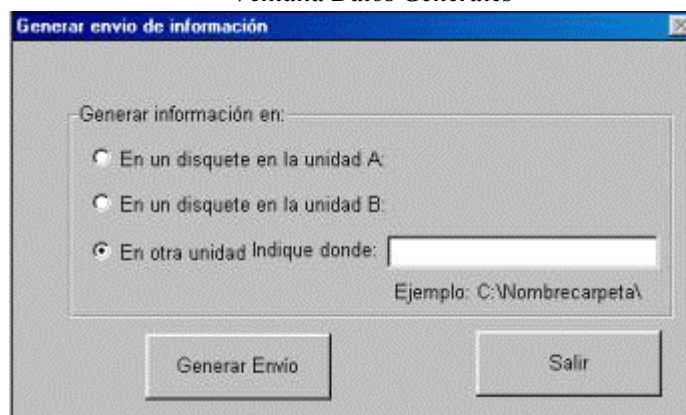 Ventana Datos Generales
Generar envio de información
Generar información en:
En un disquete en la unidad A:
En un disquete en la unidad B:
En otra unidad Indique donde:
Ejemplo: C:\Nombrecarpeta\
Generar Envío
Salir